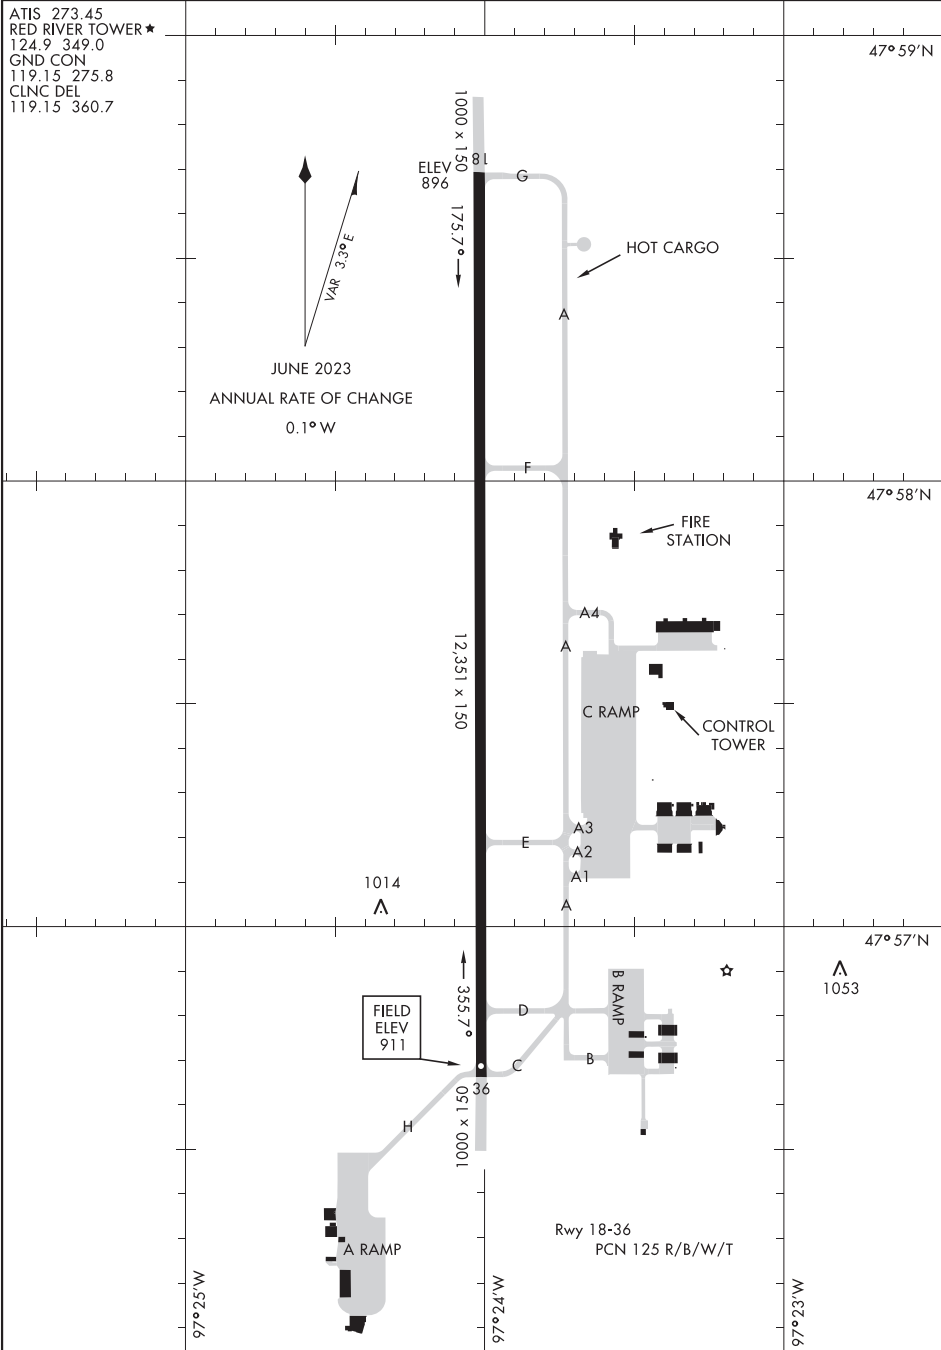 ATIS 273.45
RED RIVER TOWER ★
124.9 349.0
GND CON
119.15 275.8
CLNC DEL
119.15 360.7
47°59'N
1000 x 150
18
ELEV
896
G
175.7°
HOT CARGO
VAR 3.3° E
A
JUNE 2023
ANNUAL RATE OF CHANGE
0.1° W
F
47°58'N
FIRE
STATION
A4
A
12,351 x 150
C RAMP
CONTROL
TOWER
A3
E
A2
A1
1014
A
47°57'N
355.7°
B RAMP
1053
FIELD
ELEV
911
D
C
B
36
1000 x 150
H
Rwy 18-36
PCN 125 R/B/W/T
A RAMP
97°25'W
97°24'W
97°23'W